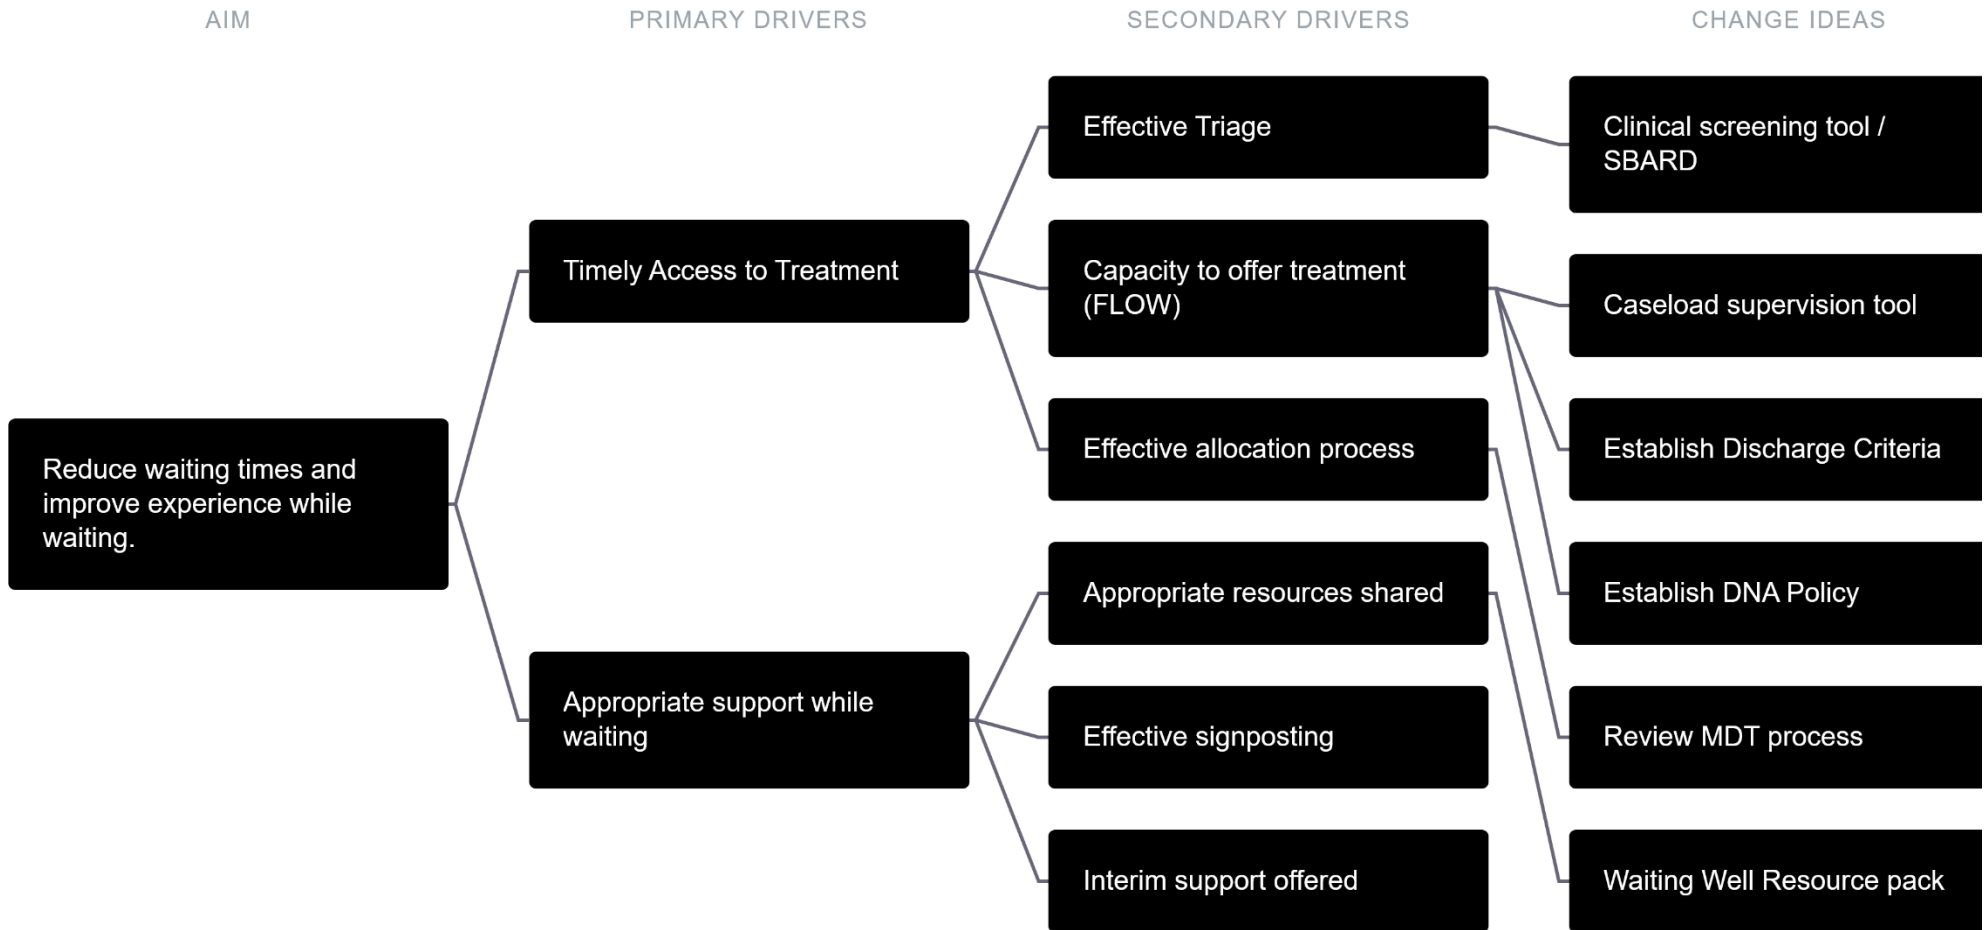 AIM
PRIMARY DRIVERS
SECONDARY DRIVERS
CHANGE IDEAS
Reduce waiting times and
improve experience while
waiting.
Timely Access to Treatment
Appropriate support while
waiting
Effective Triage
Capacity to offer treatment
(FLOW)
Effective allocation process
Appropriate resources shared
Effective signposting
Interim support offered
Clinical screening tool /
SBARD
Caseload supervision tool
Establish Discharge Criteria
Establish DNA Policy
Review MDT process
Waiting Well Resource pack